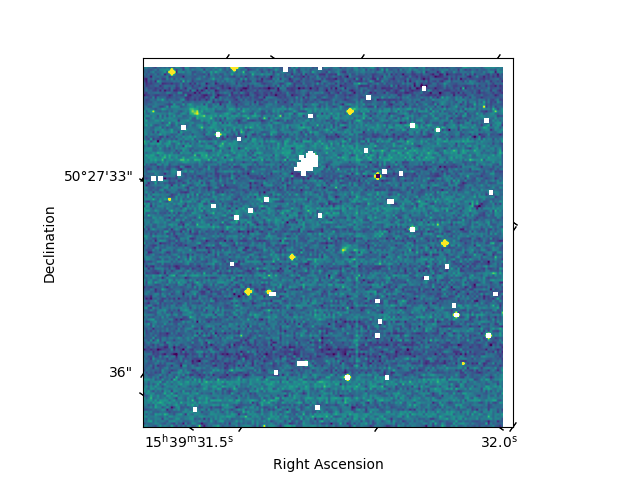 50°27'33"
Declination
36"
15ʰ39ᵐ31.5ˢ
32.0ˢ
Right Ascension